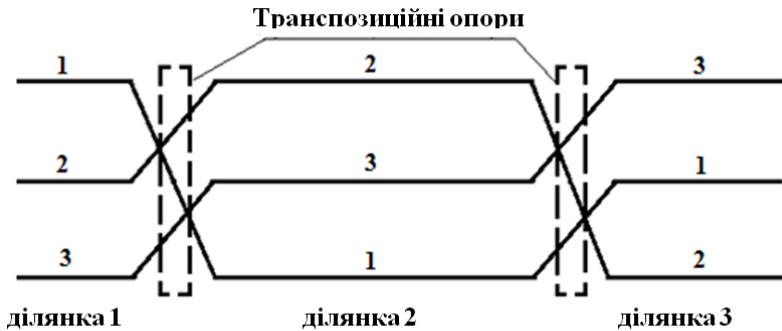 Транспозиційні опори
1 2 3
2 3 1
3 1 2
ділянка 1 ділянка 2 ділянка 3